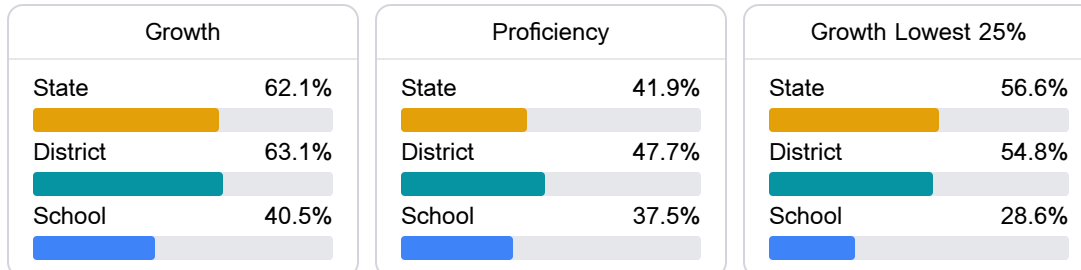 Growth
State 62.1%
District 63.1%
School 40.5%
Proficiency
State 41.9%
District 47.7%
School 37.5%
Growth Lowest 25%
State 56.6%
District 54.8%
School 28.6%